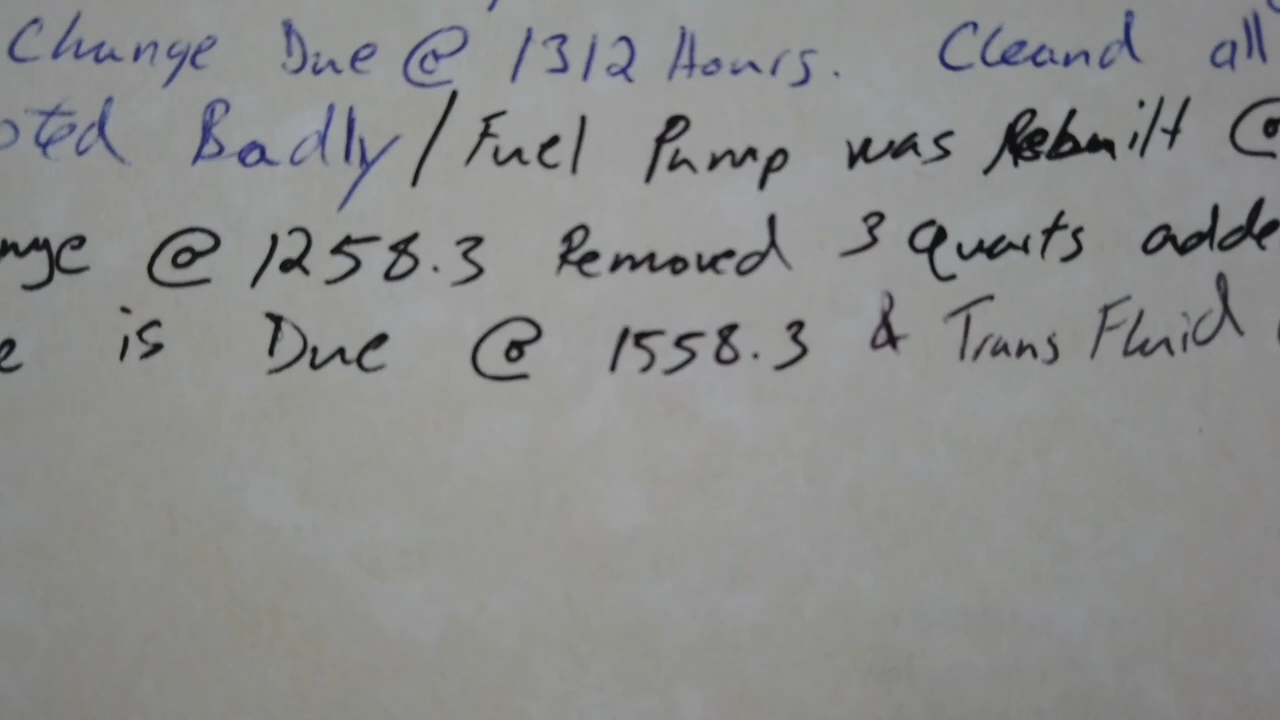 Change Due @ 1312 Hours. Cleand all
Badly / Fuel Pump was Rebuilt @
@ 1258.3 Removed 3 quarts adde
is Due @ 1558.3 & Trans Fluid